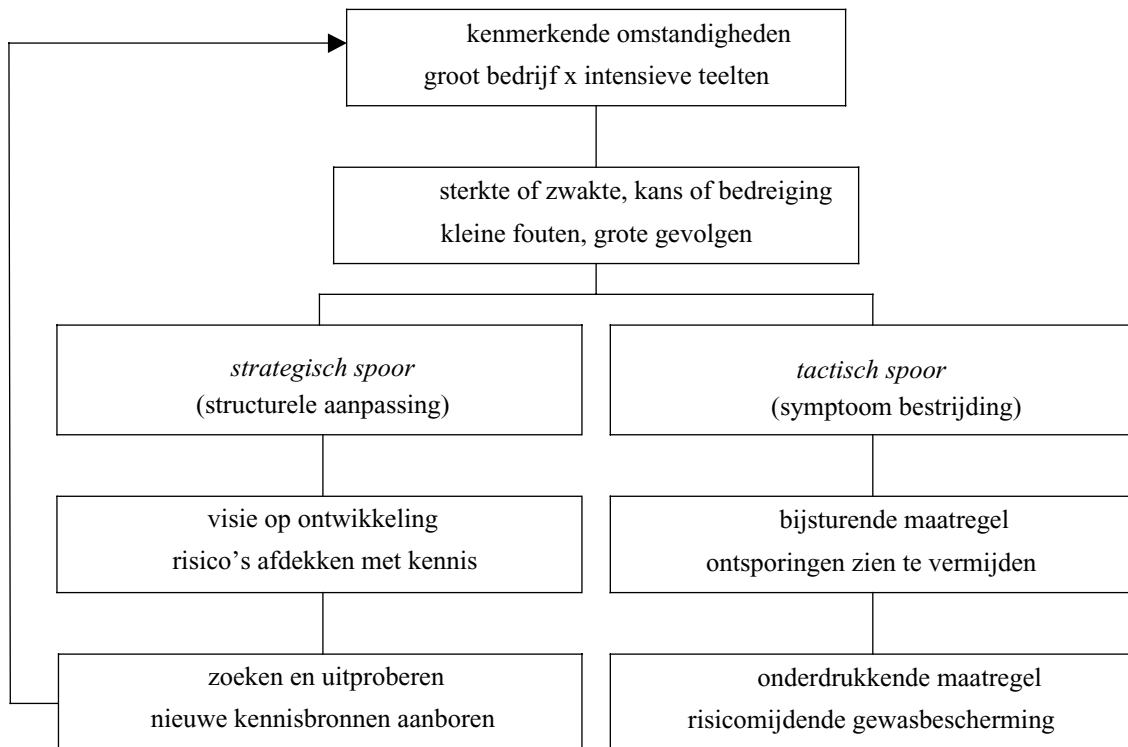 kenmerkende omstandigheden
groot bedrijf x intensieve teelten
sterkte of zwakte, kans of bedreiging
kleine fouten, grote gevolgen
strategisch spoor
(structurele aanpassing)
tactisch spoor
(symptoom bestrijding)
visie op ontwikkeling
risico’s afdekken met kennis
bijsturende maatregel
ontsporingen zien te vermijden
zoeken en uitproberen
nieuwe kennisbronnen aanboren
onderdrukkende maatregel
risicomijdende gewasbescherming